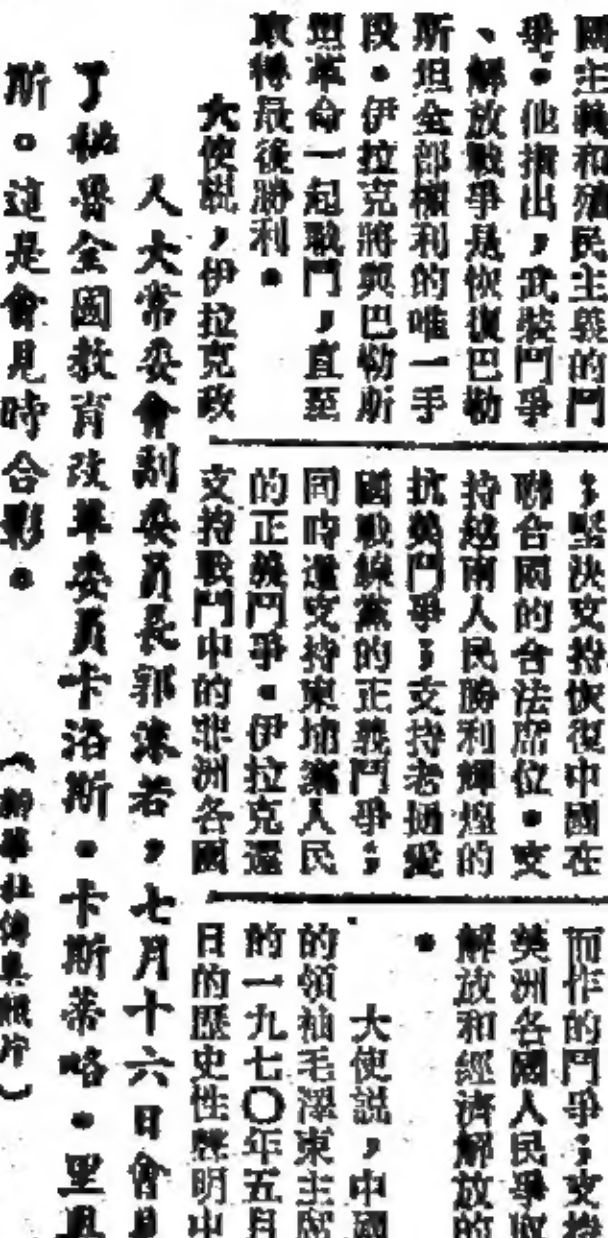 國主義和殖民主義的鬥
爭。他指出，武裝鬥爭
、解放戰爭是恢復巴勒
斯坦全部權利的唯一手
段。伊拉克將與巴勒斯
坦革命一起戰鬥，直至
取得最後勝利。
大使說，伊拉克政
；堅決支持恢復中國在
聯合國的合法席位。支
持越南人民勝利輝煌的
抗美鬥爭；支持老撾愛
國戰線黨的正義鬥爭；
同時還支持柬埔寨人民
的正義鬥爭。伊拉克還
支持戰鬥中的非洲各國
而作的鬥爭；支持
美洲各國人民爭取
解放和經濟解放的
。
大使説，中國
的領袖毛澤東主席
的一九七〇年五月
日的歷史性聲明中
人大常委會副委員長郭沫若，七月十六日會見
了秘魯全國教育改革委員卡洛斯·卡斯蒂略·里奧
斯。這是會見時合影。
（新華社傳真照片）